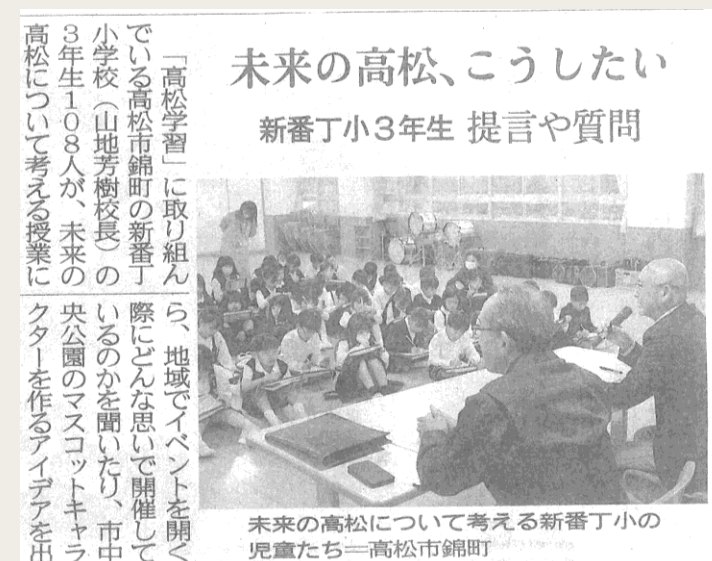 未来の高松、こうしたい
新番丁小3年生 提言や質問
「高松学習」に取り組ん
でいる高松市錦町の新番丁
小学校（山地芳樹校長）の
3年生108人が、未来の
高松について考える授業に
ら、地域でイベントを開く
際にどんな思いで開催して
いるのかを聞いたり、市中
央公園のマスコットキャラ
クターを作るアイデアを出
未来の高松について考える新番丁小の
児童たち＝高松市錦町